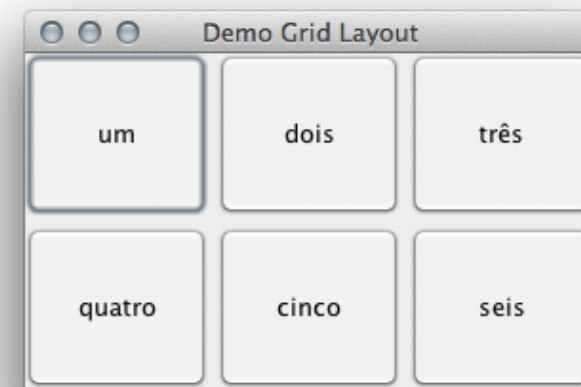 Demo Grid Layout
um dois três
quatro cinco seis